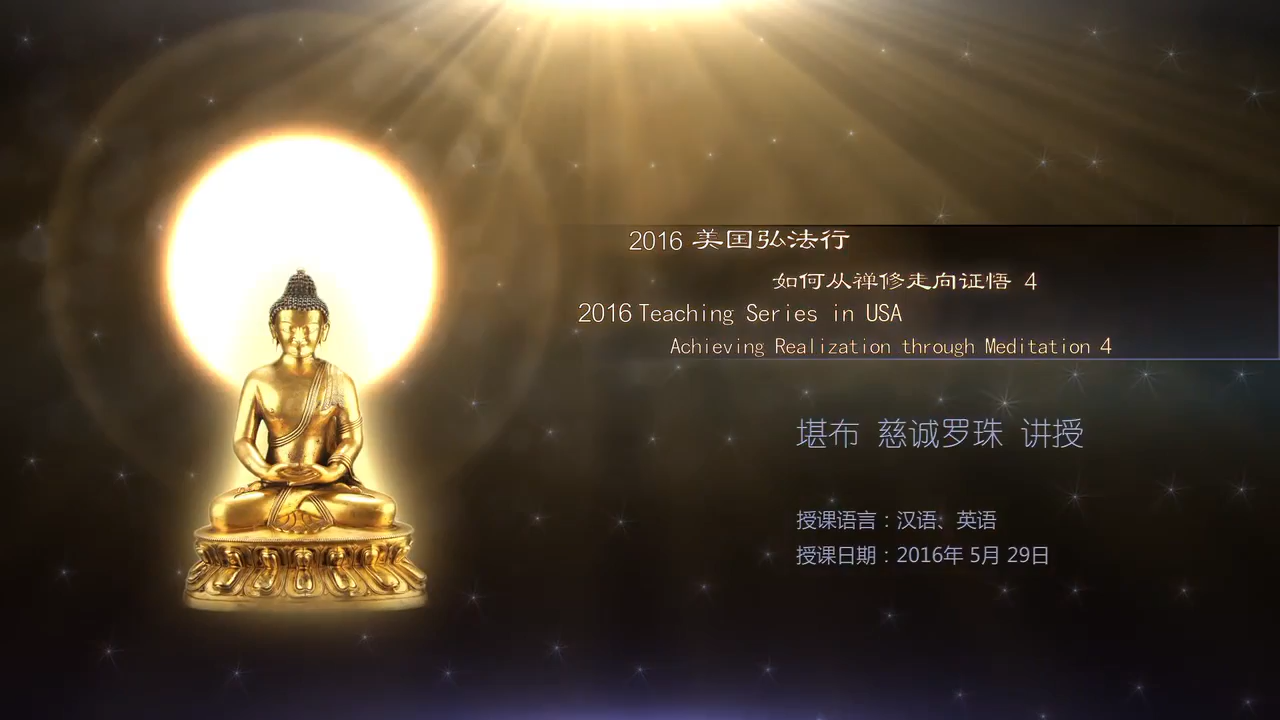 2016 美国弘法行
如何从禅修走向证悟 4
2016 Teaching Series in USA
Achieving Realization through Meditation 4
堪布 慈诚罗珠 讲授
授课语言：汉语、英语
授课日期：2016年 5月 29日